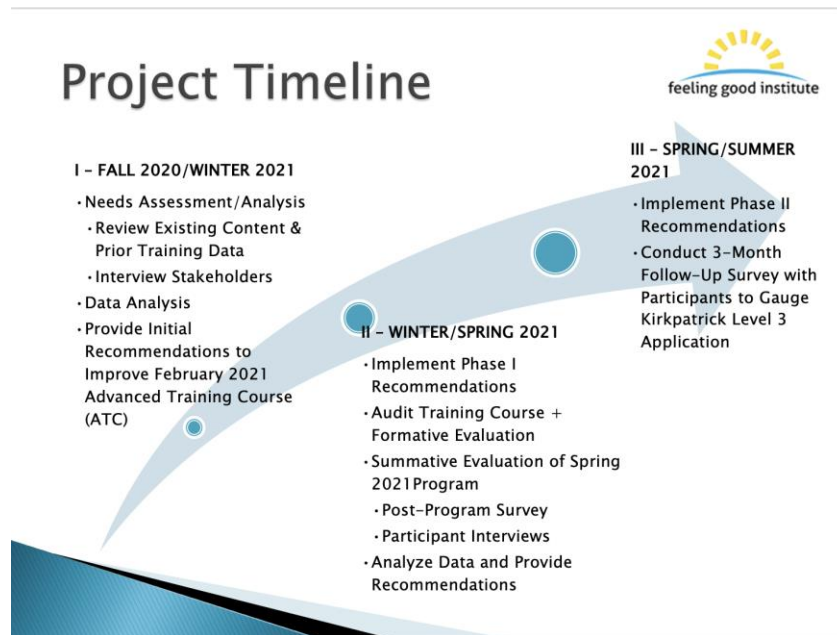 Project Timeline
feeling good institute
I – FALL 2020/WINTER 2021
• Needs Assessment/Analysis
• Review Existing Content &
Prior Training Data
• Interview Stakeholders
• Data Analysis
• Provide Initial
Recommendations to
Improve February 2021
Advanced Training Course
(ATC)
II – WINTER/SPRING 2021
• Implement Phase I
Recommendations
• Audit Training Course +
Formative Evaluation
• Summative Evaluation of Spring
2021Program
• Post-Program Survey
• Participant Interviews
• Analyze Data and Provide
Recommendations
III – SPRING/SUMMER
2021
• Implement Phase II
Recommendations
• Conduct 3-Month
Follow-Up Survey with
Participants to Gauge
Kirkpatrick Level 3
Application